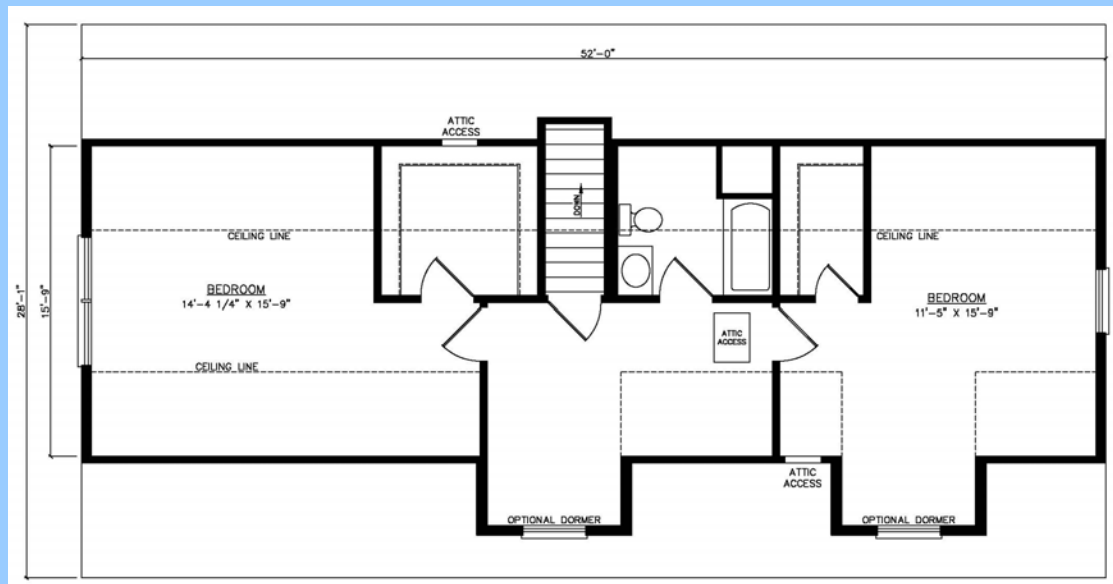 52'-0"
ATTIC
ACCESS
DOWN
CEILING LINE
CEILING LINE
28'-1"
15'-9"
BEDROOM
14'-4 1/4" X 15'-9"
BEDROOM
11'-5" X 15'-9"
ATTIC
ACCESS
CEILING LINE
ATTIC
ACCESS
OPTIONAL DORMER
OPTIONAL DORMER